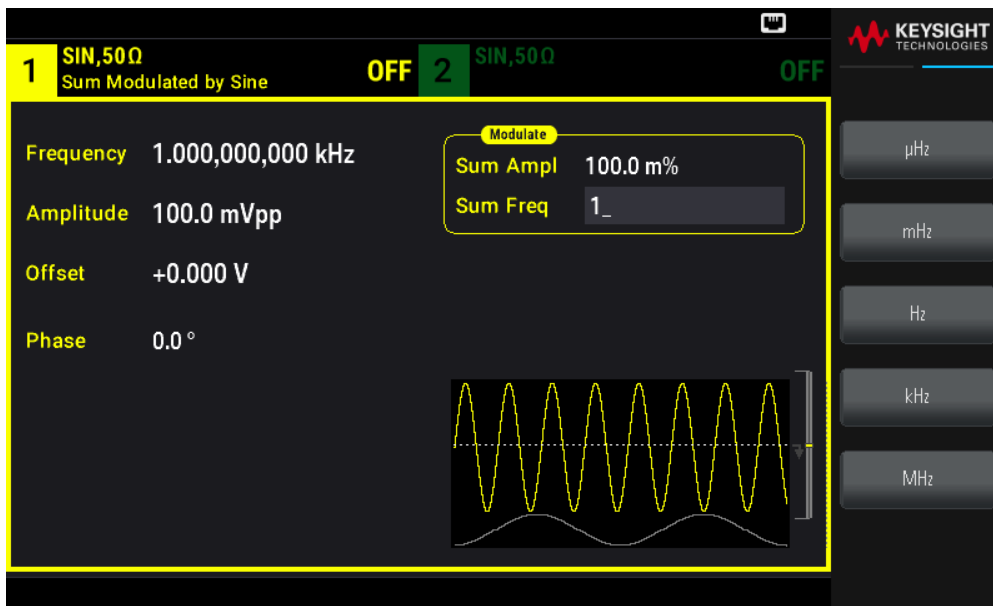 KEYSIGHT
TECHNOLOGIES
1
SIN,50Ω
Sum Modulated by Sine
OFF
2
SIN,50Ω
OFF
Frequency 1.000,000,000 kHz
Amplitude 100.0 mVpp
Offset +0.000 V
Phase 0.0 °
Modulate
Sum Ampl 100.0 m%
Sum Freq 1_
µHz
mHz
Hz
kHz
MHz